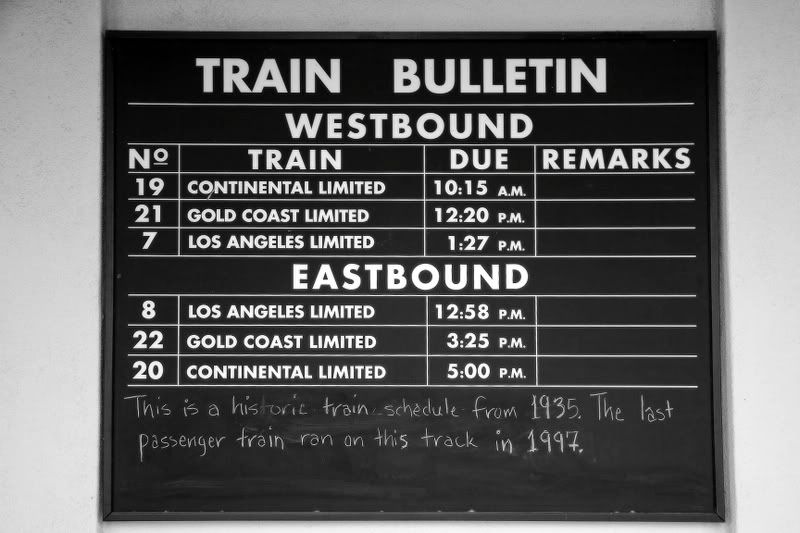 TRAIN BULLETIN
WESTBOUND
Nº TRAIN DUE REMARKS
19 CONTINENTAL LIMITED 10:15 A.M.
21 GOLD COAST LIMITED 12:20 P.M.
7 LOS ANGELES LIMITED 1:27 P.M.
EASTBOUND
8 LOS ANGELES LIMITED 12:58 P.M.
22 GOLD COAST LIMITED 3:25 P.M.
20 CONTINENTAL LIMITED 5:00 P.M.
This is a historic train schedule from 1935. The last
passenger train ran on this track in 1997.